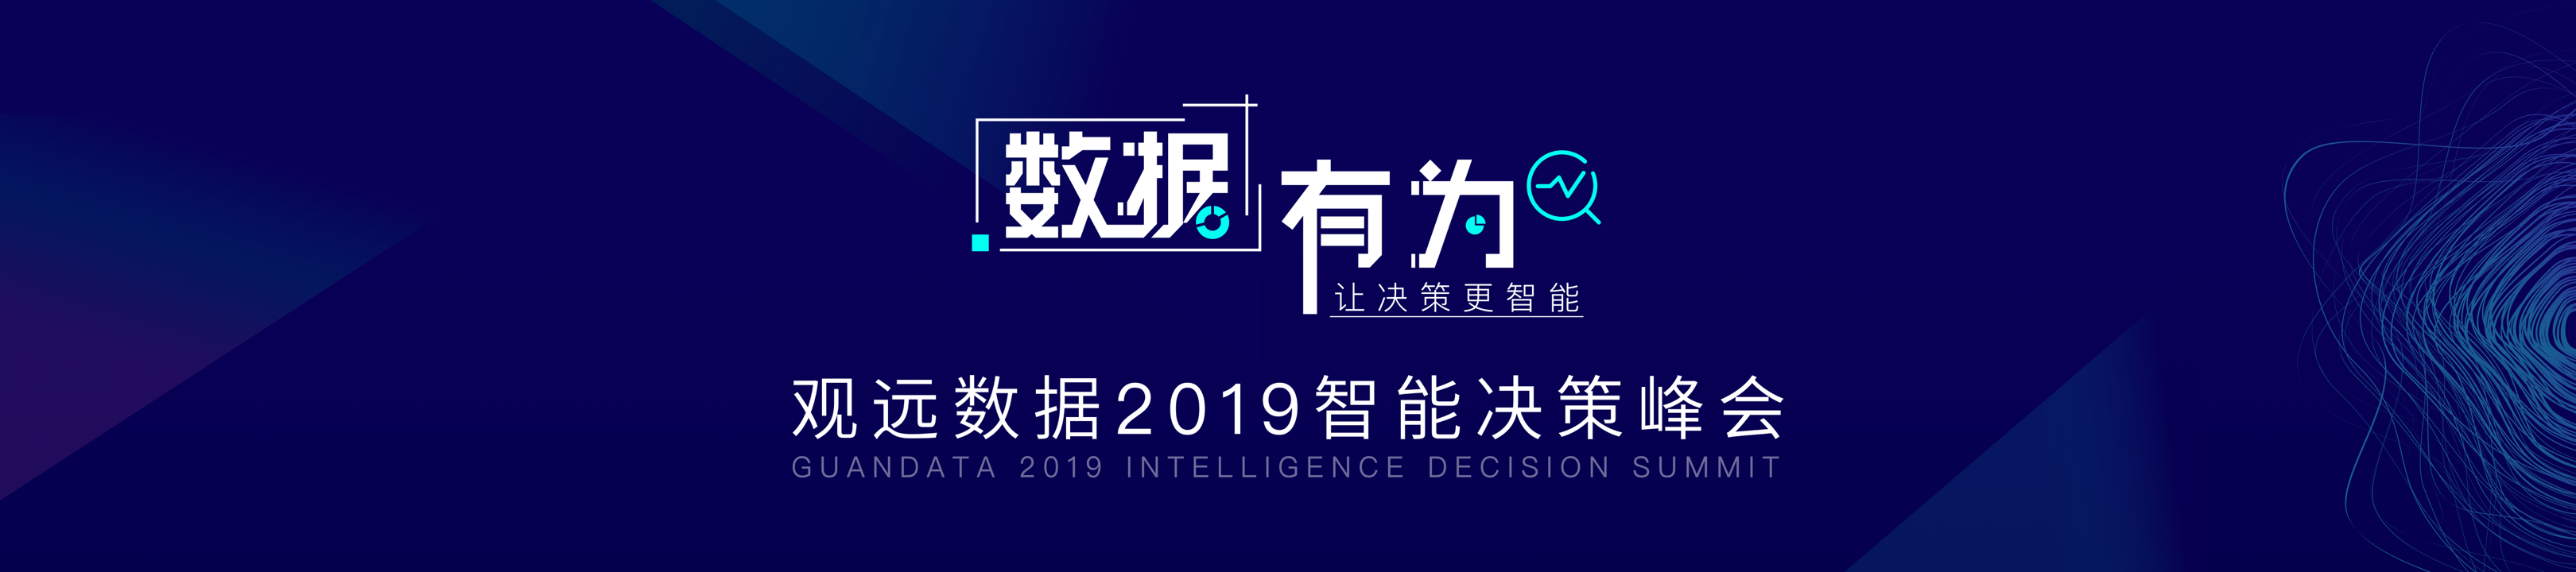 数据有为
让决策更智能
观远数据2019智能决策峰会
GUANDATA 2019 INTELLIGENCE DECISION SUMMIT